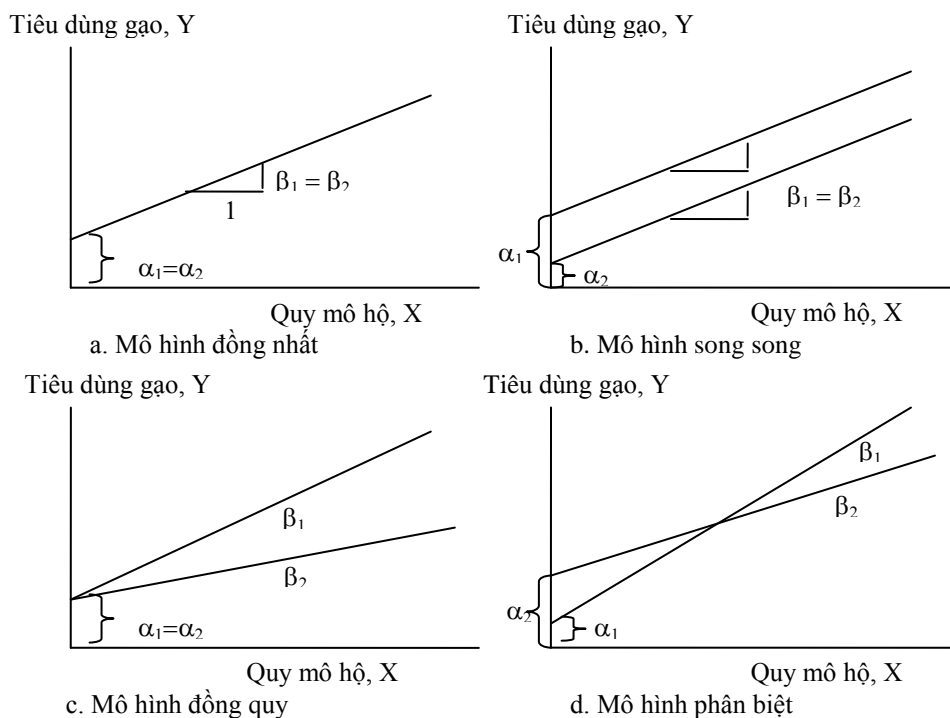 Tiêu dùng gạo, Y
β₁ = β₂
1
α₁=α₂
Quy mô hộ, X
a. Mô hình đồng nhất
Tiêu dùng gạo, Y
β₁ = β₂
α₁
α₂
Quy mô hộ, X
b. Mô hình song song
Tiêu dùng gạo, Y
β₁
β₂
α₁=α₂
Quy mô hộ, X
c. Mô hình đồng quy
Tiêu dùng gạo, Y
β₁
β₂
α₂
α₁
Quy mô hộ, X
d. Mô hình phân biệt